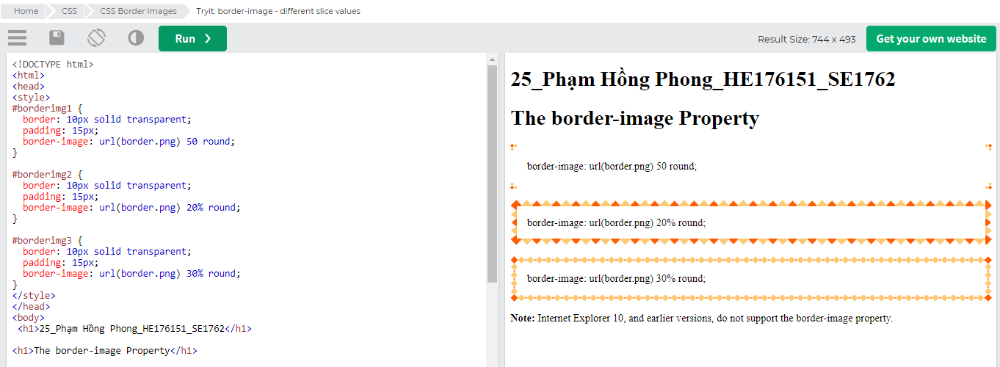 Home CSS CSS Border Images Tryit: border-image - different slice values
Run ❯ Result Size: 744 x 493 Get your own website
<!DOCTYPE html>
<html>
<head>
<style>
#borderimg1 {
  border: 10px solid transparent;
  padding: 15px;
  border-image: url(border.png) 50 round;
}

#borderimg2 {
  border: 10px solid transparent;
  padding: 15px;
  border-image: url(border.png) 20% round;
}

#borderimg3 {
  border: 10px solid transparent;
  padding: 15px;
  border-image: url(border.png) 30% round;
}
</style>
</head>
<body>
 <h1>25_Phạm Hồng Phong_HE176151_SE1762</h1>

<h1>The border-image Property</h1>
25_Phạm Hồng Phong_HE176151_SE1762
The border-image Property
border-image: url(border.png) 50 round;
border-image: url(border.png) 20% round;
border-image: url(border.png) 30% round;
Note: Internet Explorer 10, and earlier versions, do not support the border-image property.